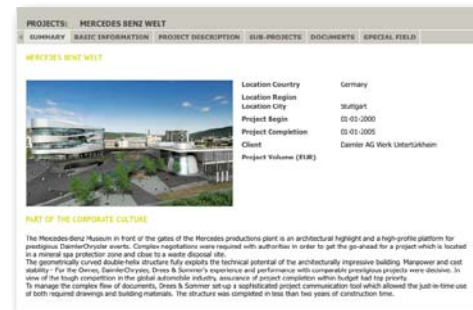 PROJECTS: MERCEDES BENZ WELT
SUMMARY BASIC INFORMATION PROJECT DESCRIPTION SUB-PROJECTS DOCUMENTS SPECIAL FIELD
MERCEDES BENZ WELT
Location Country Germany
Location Region
Location City Stuttgart
Project Begin 01-01-2000
Project Completion 01-01-2005
Client Daimler AG Werk Untertürkheim
Project Volume (EUR)
PART OF THE CORPORATE CULTURE
The Mercedes-Benz Museum in front of the gates of the Mercedes productions plant is an architectural highlight and a high-profile platform for
prestigious DaimlerChrysler events. Complex negotiations were required with authorities in order to get the go-ahead for a project which is located
in a mineral spa protection zone and close to a waste disposal site.
The geometrically curved double-helix structure fully exploits the technical potential of the architecturally impressive building. Manpower and cost
stability - For the Owner, DaimlerChrysler, Drees & Sommer's experience and performance with comparable prestigious projects were decisive. In
view of the tough competition in the global automobile industry, assurance of project completion within budget had top priority.
To manage the complex flow of documents, Drees & Sommer set-up a sophisticated project communication tool which allowed the just-in-time use
of both required drawings and building materials. The structure was completed in less than two years of construction time.